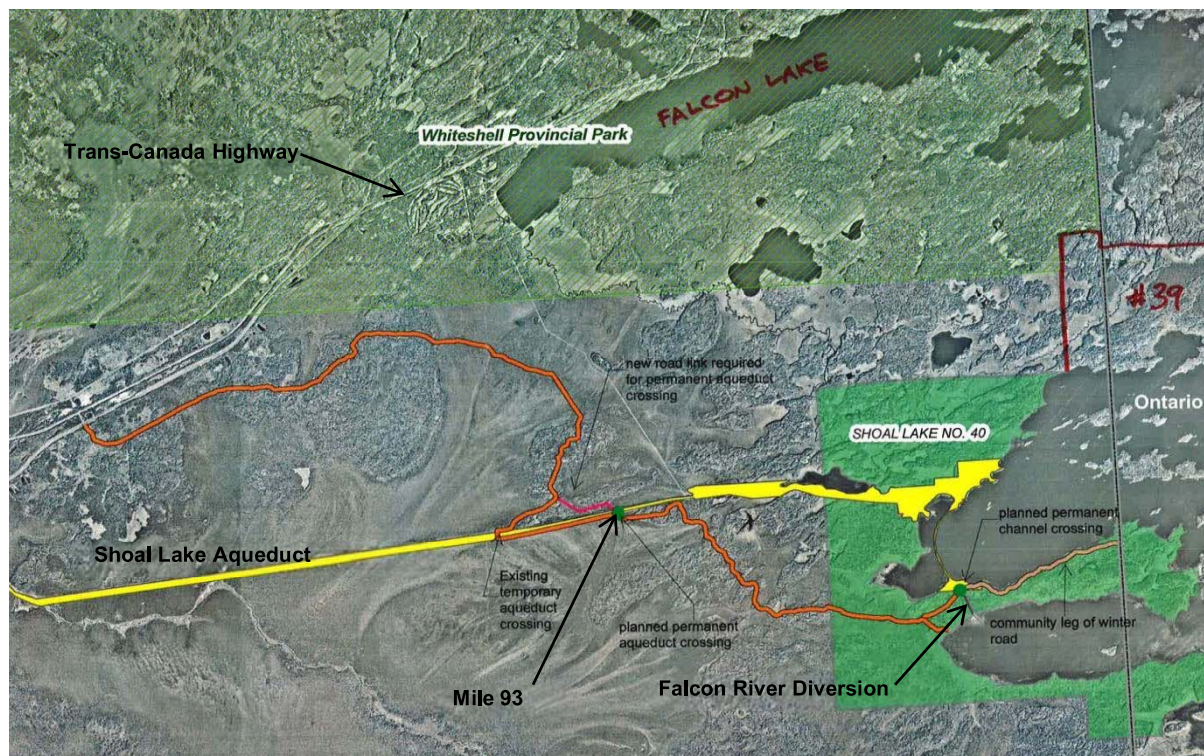 FALCON LAKE
Whiteshell Provincial Park
Trans-Canada Highway
#39
new road link required
for permanent aqueduct
crossing
Ontario
SHOAL LAKE NO. 40
planned permanent
channel crossing
Shoal Lake Aqueduct
Existing
temporary
aqueduct
crossing
planned permanent
aqueduct crossing
community leg of winter
road
Mile 93
Falcon River Diversion